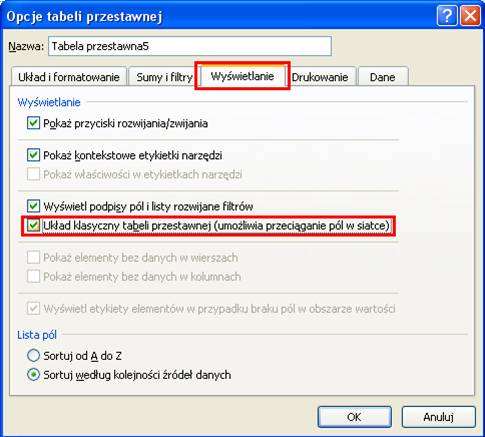 Opcje tabeli przestawnej
Nazwa: Tabela przestawna5
Układ i formatowanie Sumy i filtry Wyświetlanie Drukowanie Dane
Wyświetlanie
Pokaż przyciski rozwijania/zwijania
Pokaż kontekstowe etykietki narzędzi
Pokaż właściwości w etykietkach narzędzi
Wyświetl podpisy pól i listy rozwijane filtrów
Układ klasyczny tabeli przestawnej (umożliwia przeciąganie pól w siatce)
Pokaż elementy bez danych w wierszach
Pokaż elementy bez danych w kolumnach
Wyświetl etykiety elementów w przypadku braku pól w obszarze wartości
Lista pól
Sortuj od A do Z
Sortuj według kolejności źródeł danych
OK Anuluj